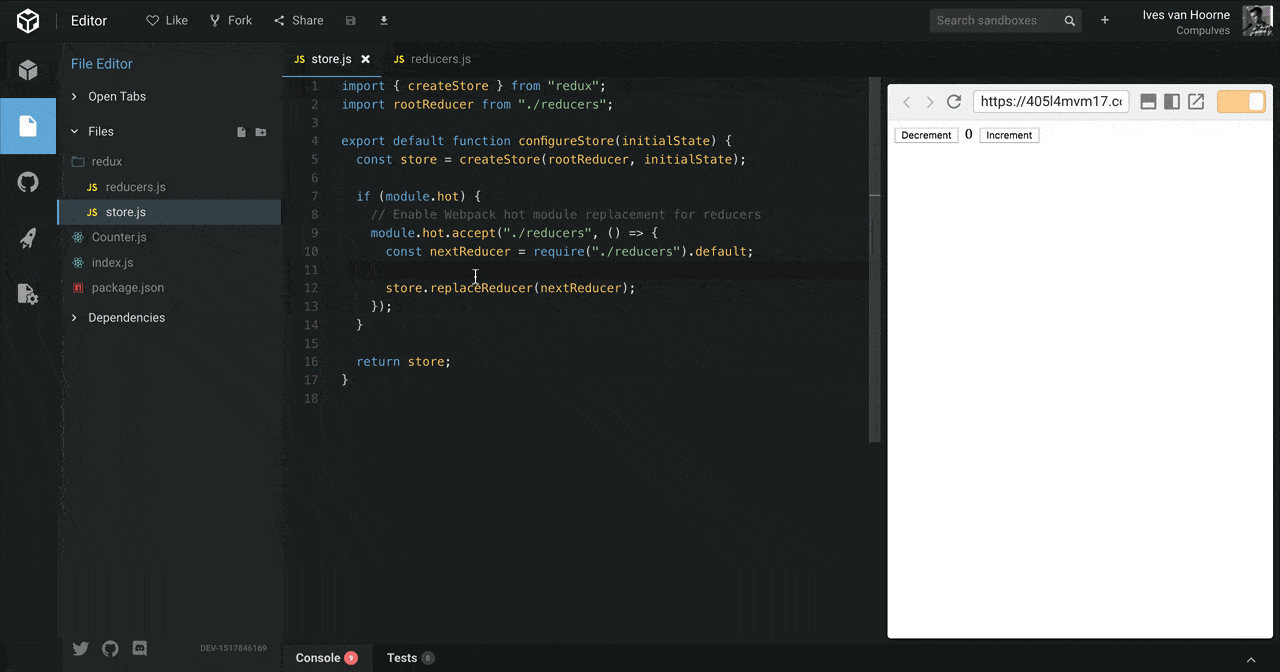 Editor
Like
Fork
Share
Search sandboxes
+
Ives van Hoorne
Compulves
File Editor
Open Tabs
Files
redux
JS reducers.js
JS store.js
Counter.js
index.js
n package.json
Dependencies
DEV-1517846169
JS store.js
JS reducers.js
1 import { createStore } from "redux";
2 import rootReducer from "./reducers";
3
4 export default function configureStore(initialState) {
5 const store = createStore(rootReducer, initialState);
6
7 if (module.hot) {
8 // Enable Webpack hot module replacement for reducers
9 module.hot.accept("./reducers", () => {
10 const nextReducer = require("./reducers").default;
11
12 store.replaceReducer(nextReducer);
13 });
14 }
15
16 return store;
17 }
18
https://405l4mvm17.c
Decrement 0 Increment
Console 9
Tests 0